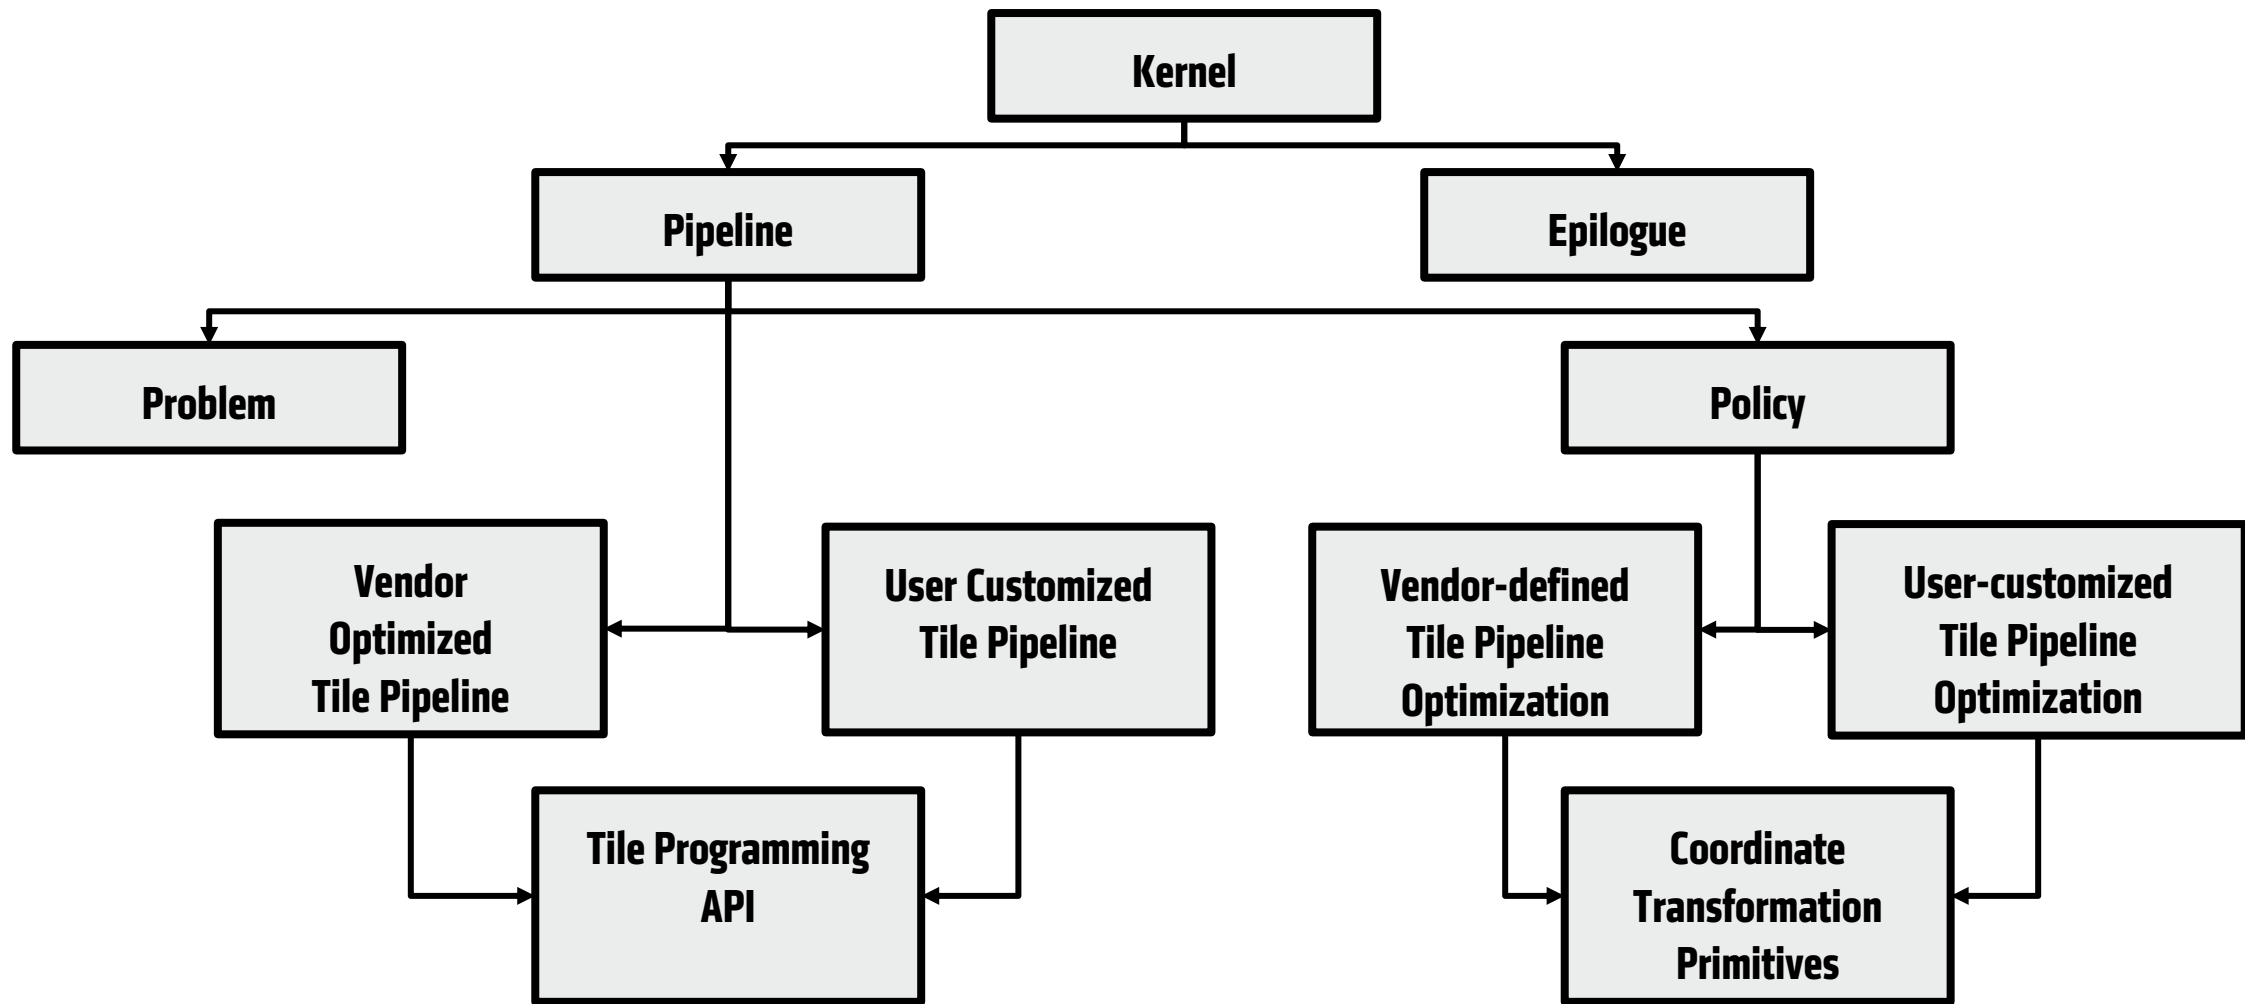 Kernel
Pipeline
Epilogue
Problem
Policy
Vendor
Optimized
Tile Pipeline
User Customized
Tile Pipeline
Vendor-defined
Tile Pipeline
Optimization
User-customized
Tile Pipeline
Optimization
Tile Programming
API
Coordinate
Transformation
Primitives